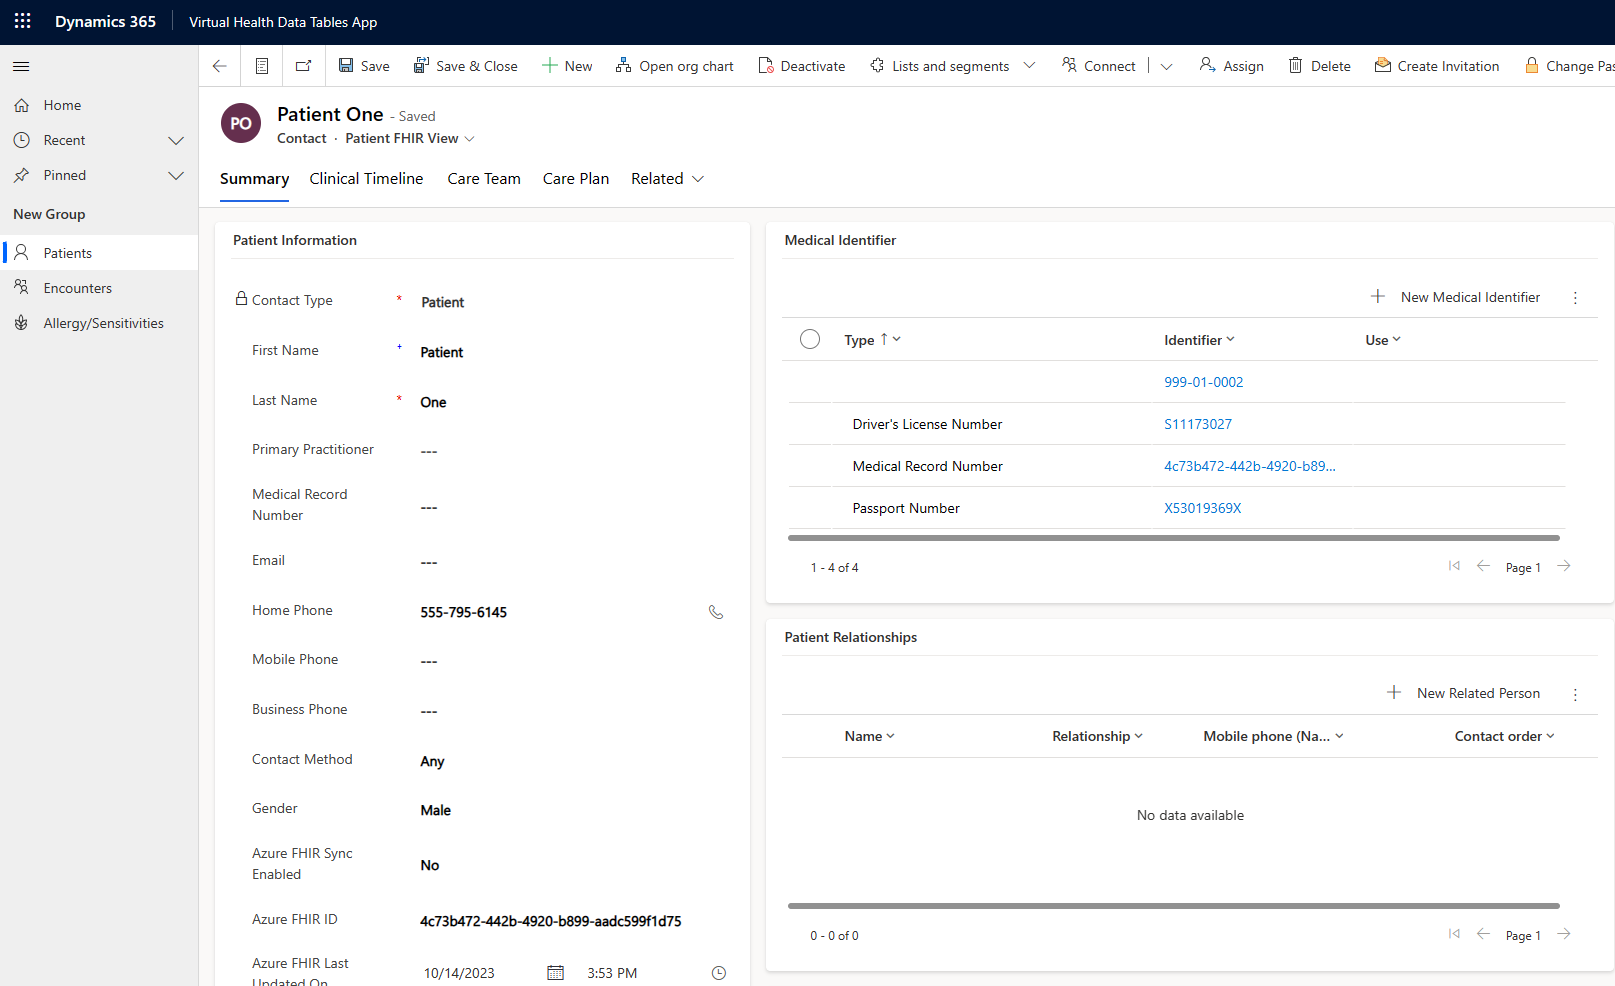 Dynamics 365 Virtual Health Data Tables App
Save Save & Close New Open org chart Deactivate Lists and segments Connect Assign Delete Create Invitation Change Pas
Home
Recent
Pinned
New Group
Patients
Encounters
Allergy/Sensitivities
PO
Patient One - Saved
Contact · Patient FHIR View
Summary Clinical Timeline Care Team Care Plan Related
Patient Information
Contact Type * Patient
First Name + Patient
Last Name * One
Primary Practitioner ---
Medical Record
Number ---
Email ---
Home Phone 555-795-6145
Mobile Phone ---
Business Phone ---
Contact Method Any
Gender Male
Azure FHIR Sync
Enabled No
Azure FHIR ID 4c73b472-442b-4920-b899-aadc599f1d75
Azure FHIR Last
Updated On 10/14/2023 3:53 PM
Medical Identifier
New Medical Identifier
Type ↑ Identifier Use
999-01-0002
Driver's License Number S11173027
Medical Record Number 4c73b472-442b-4920-b89...
Passport Number X53019369X
1 - 4 of 4 Page 1
Patient Relationships
New Related Person
Name Relationship Mobile phone (Na... Contact order
No data available
0 - 0 of 0 Page 1